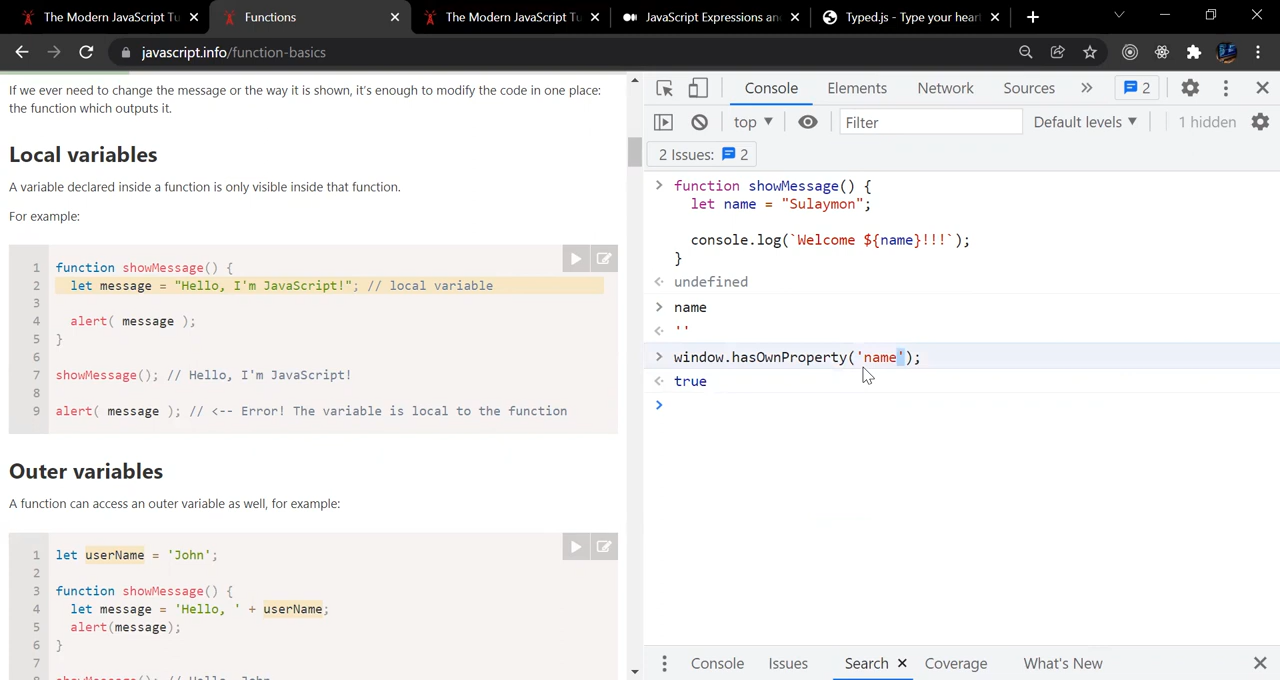 The Modern JavaScript Tu
Functions
The Modern JavaScript Tu
JavaScript Expressions an
Typed.js - Type your hear
javascript.info/function-basics
If we ever need to change the message or the way it is shown, it's enough to modify the code in one place:
the function which outputs it.
Local variables
A variable declared inside a function is only visible inside that function.
For example:
1 function showMessage() {
2 let message = "Hello, I'm JavaScript!"; // local variable
3
4 alert( message );
5 }
6
7 showMessage(); // Hello, I'm JavaScript!
8
9 alert( message ); // <-- Error! The variable is local to the function
Outer variables
A function can access an outer variable as well, for example:
1 let userName = 'John';
2
3 function showMessage() {
4 let message = 'Hello, ' + userName;
5 alert(message);
6 }
7
showMessage(); // Hello, John
Console Elements Network Sources » 2
top Filter Default levels 1 hidden
2 Issues: 2
function showMessage() {
let name = "Sulaymon";
console.log(`Welcome ${name}!!!`);
}
undefined
name
''
window.hasOwnProperty('name');
true
Console Issues Search Coverage What's New